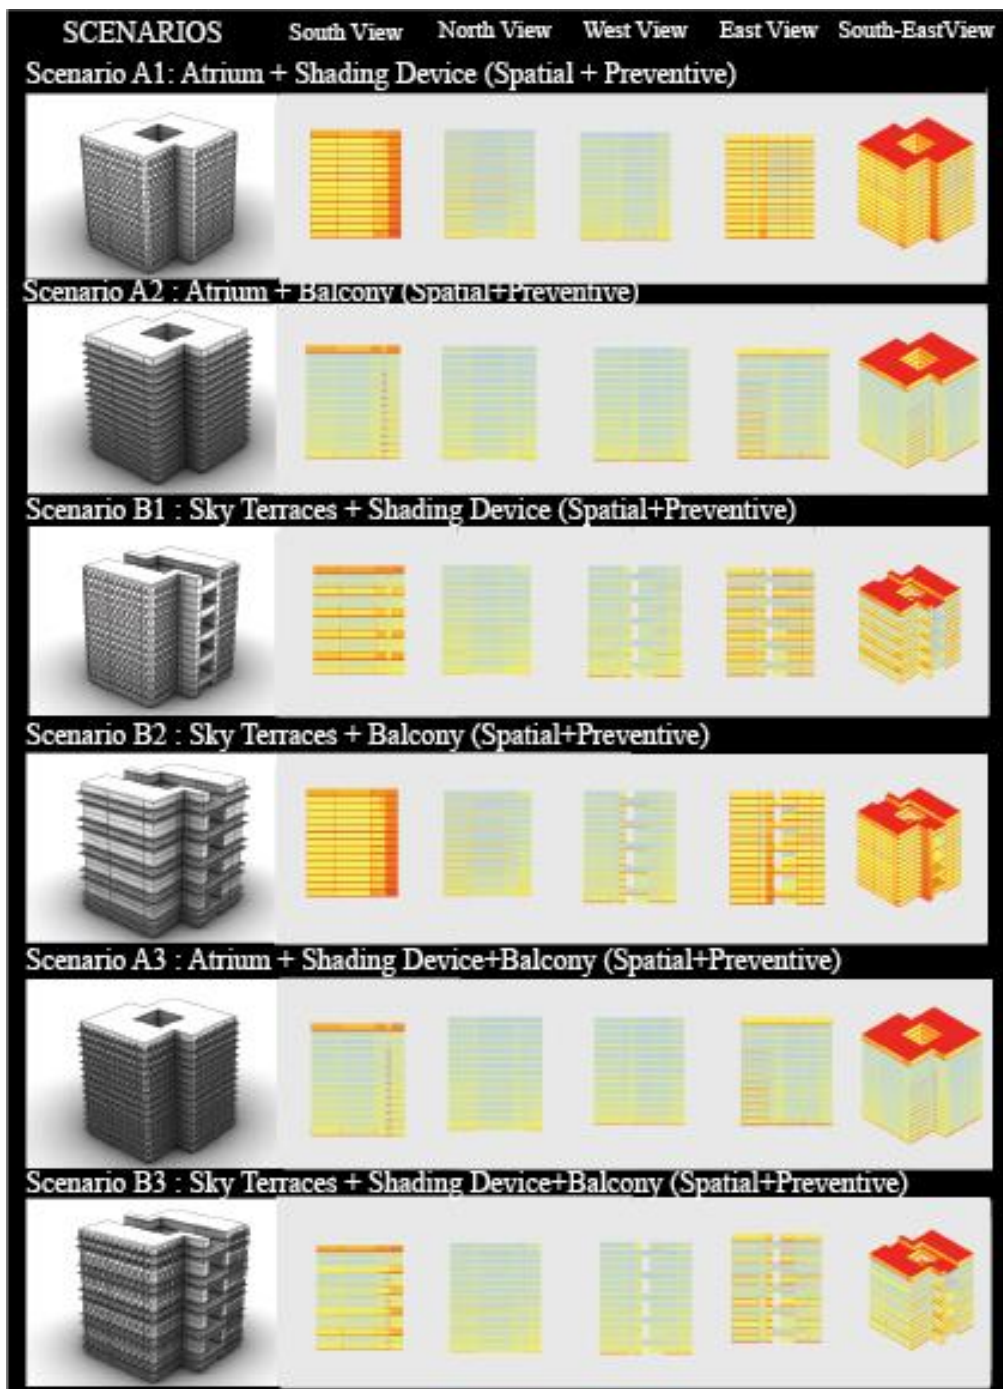 SCENARIOS South View North View West View East View South-EastView
Scenario A1: Atrium + Shading Device (Spatial + Preventive)
Scenario A2 : Atrium + Balcony (Spatial+Preventive)
Scenario B1 : Sky Terraces + Shading Device (Spatial+Preventive)
Scenario B2 : Sky Terraces + Balcony (Spatial+Preventive)
Scenario A3 : Atrium + Shading Device+Balcony (Spatial+Preventive)
Scenario B3 : Sky Terraces + Shading Device+Balcony (Spatial+Preventive)